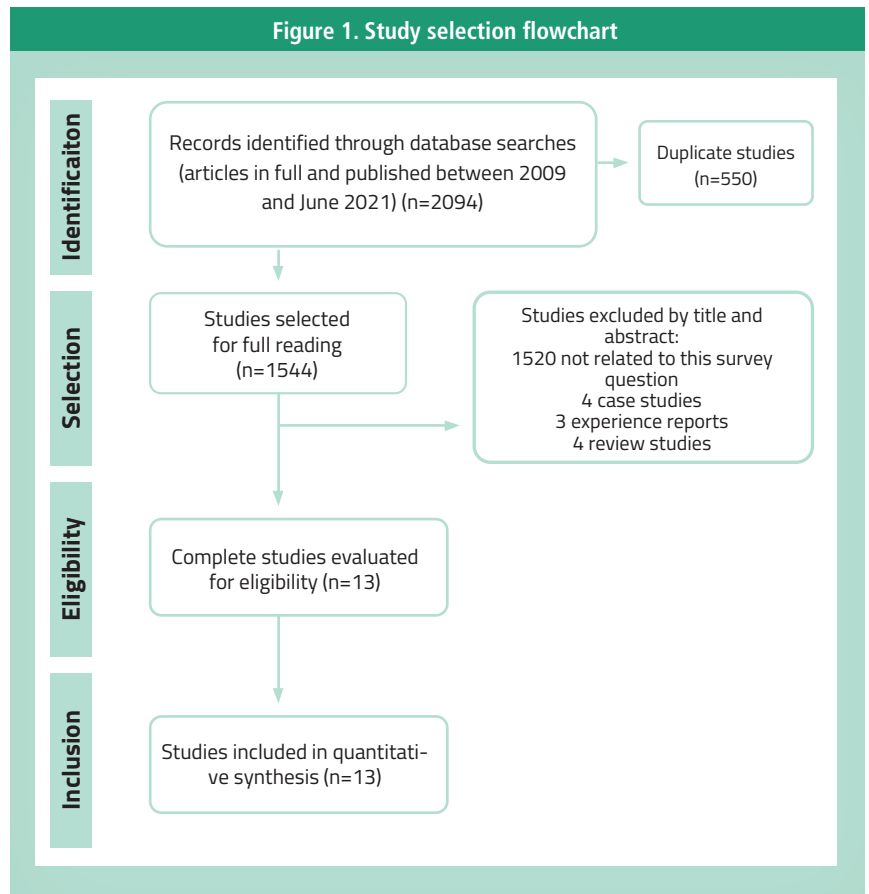 Figure 1. Study selection flowchart
Identificaiton
Records identified through database searches
(articles in full and published between 2009
and June 2021) (n=2094)
Duplicate studies
(n=550)
Selection
Studies selected
for full reading
(n=1544)
Studies excluded by title and
abstract:
1520 not related to this survey
question
4 case studies
3 experience reports
4 review studies
Eligibility
Complete studies evaluated
for eligibility (n=13)
Inclusion
Studies included in quantitati-
ve synthesis (n=13)